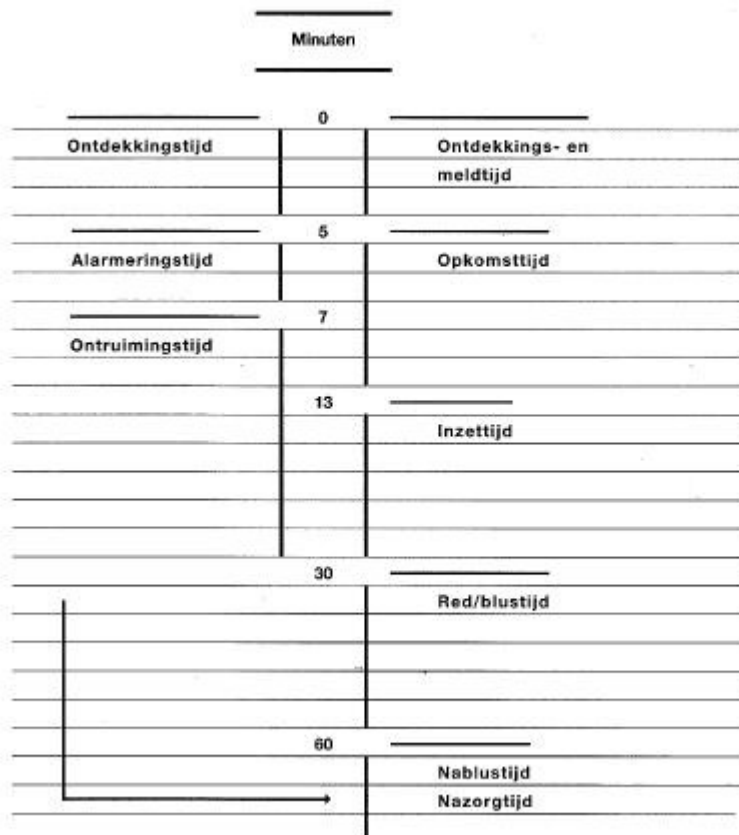 Minuten
0
Ontdekkingstijd
Ontdekkings- en
meldtijd
5
Alarmeringstijd
Opkomsttijd
7
Ontruimingstijd
13
Inzettijd
30
Red/blustijd
60
Nablustijd
Nazorgtijd